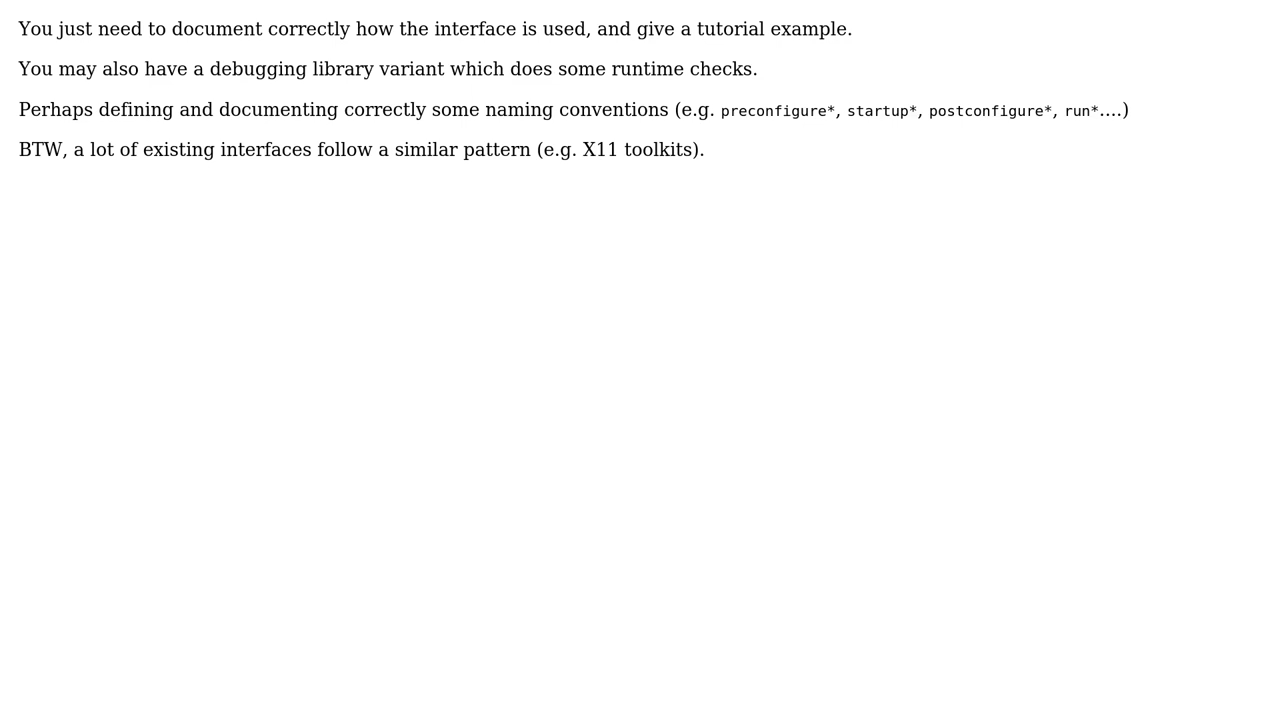 You just need to document correctly how the interface is used, and give a tutorial example.
You may also have a debugging library variant which does some runtime checks.
Perhaps defining and documenting correctly some naming conventions (e.g. preconfigure*, startup*, postconfigure*, run*....)
BTW, a lot of existing interfaces follow a similar pattern (e.g. X11 toolkits).